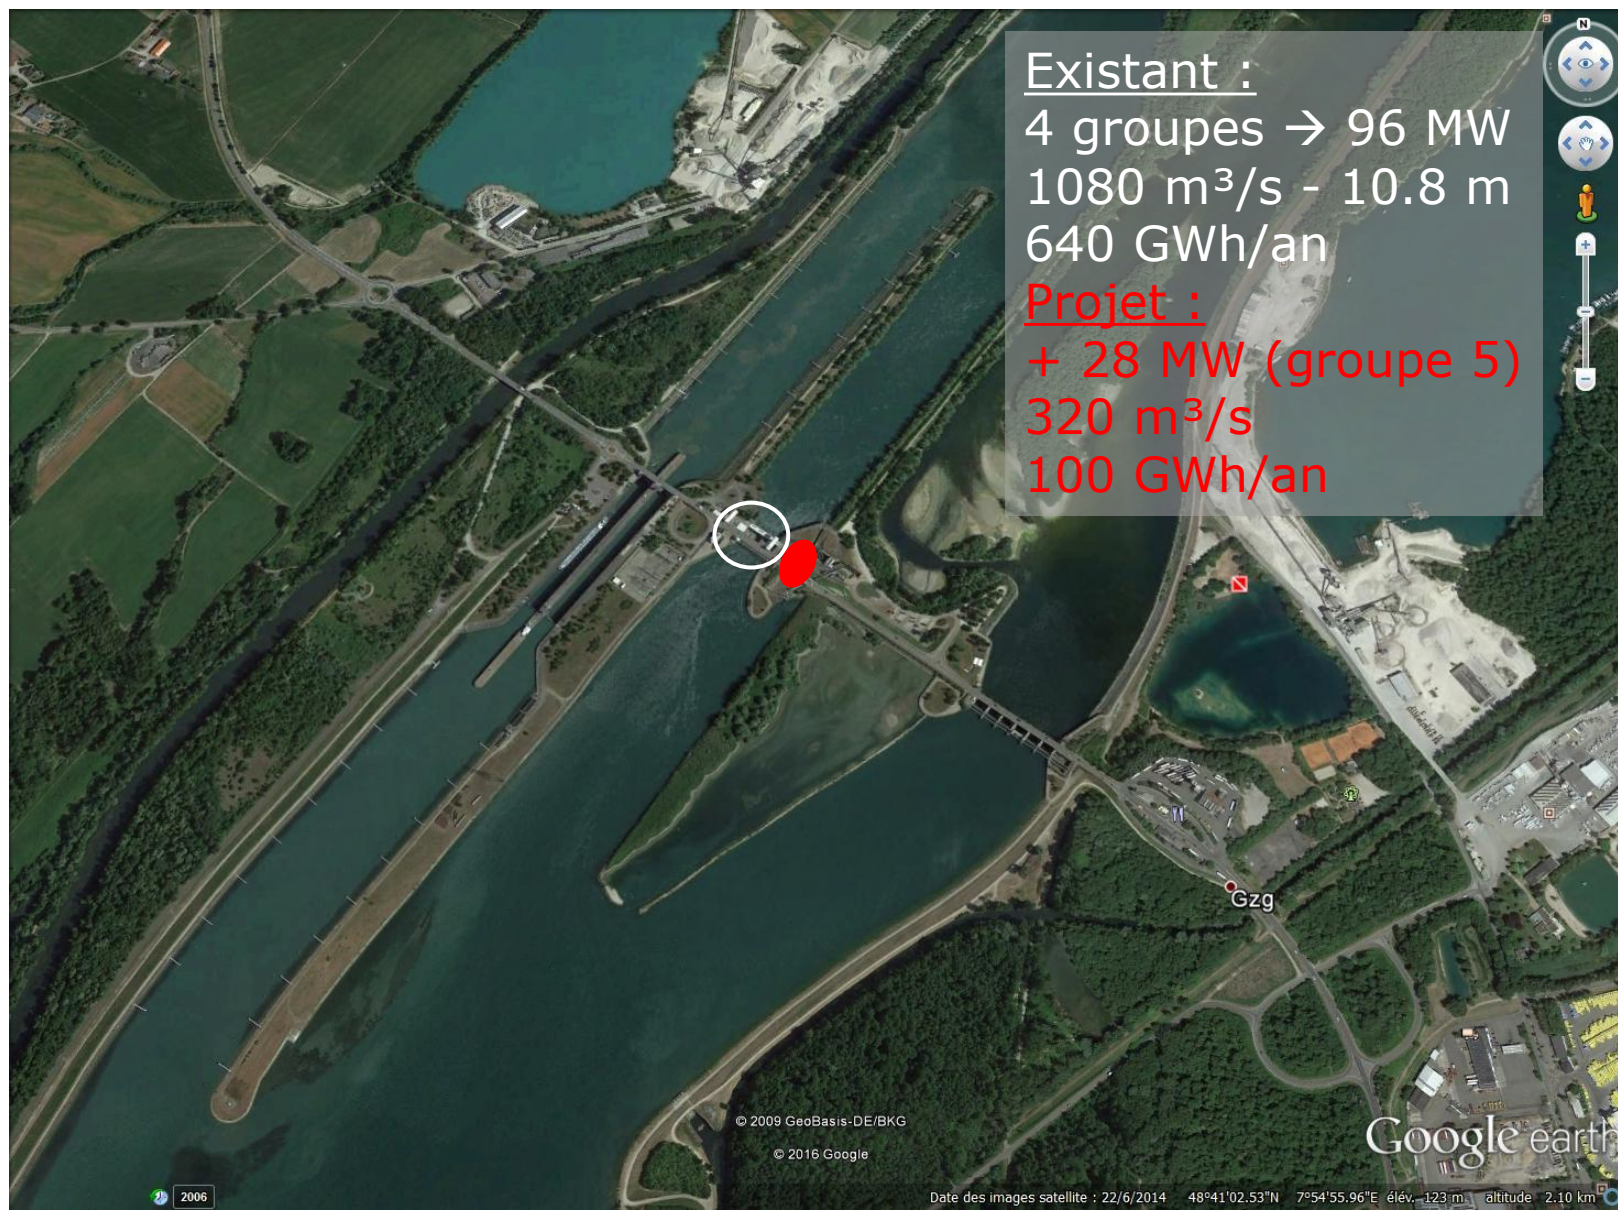 N
Existant :
4 groupes → 96 MW
1080 m³/s - 10.8 m
640 GWh/an
Projet :
+ 28 MW (groupe 5)
320 m³/s
100 GWh/an
Gzg
© 2009 GeoBasis-DE/BKG
© 2016 Google
Google earth
2006
Date des images satellite : 22/6/2014 48°41'02.53"N 7°54'55.96"E élév. 123 m altitude 2.10 km